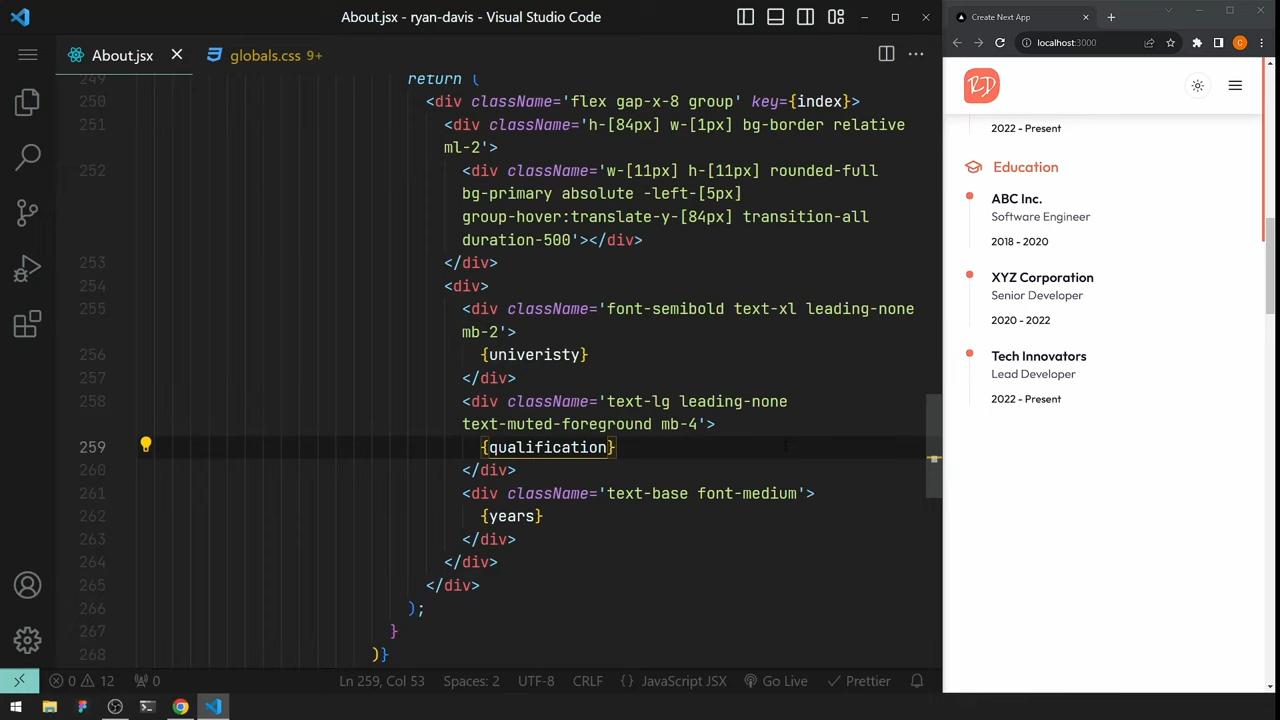 About.jsx - ryan-davis - Visual Studio Code
About.jsx
globals.css 9+
249 return (
250 <div className='flex gap-x-8 group' key={index}>
251 <div className='h-[84px] w-[1px] bg-border relative
ml-2'>
252 <div className='w-[11px] h-[11px] rounded-full
bg-primary absolute -left-[5px]
group-hover:translate-y-[84px] transition-all
duration-500'></div>
253 </div>
254 <div>
255 <div className='font-semibold text-xl leading-none
mb-2'>
256 {univeristy}
257 </div>
258 <div className='text-lg leading-none
text-muted-foreground mb-4'>
259 {qualification}
260 </div>
261 <div className='text-base font-medium'>
262 {years}
263 </div>
264 </div>
265 </div>
266 );
267 }
268 )}
0 12 0 Ln 259, Col 53 Spaces: 2 UTF-8 CRLF {} JavaScript JSX Go Live Prettier
Create Next App
localhost:3000
C
RD
2022 - Present
Education
ABC Inc.
Software Engineer
2018 - 2020
XYZ Corporation
Senior Developer
2020 - 2022
Tech Innovators
Lead Developer
2022 - Present